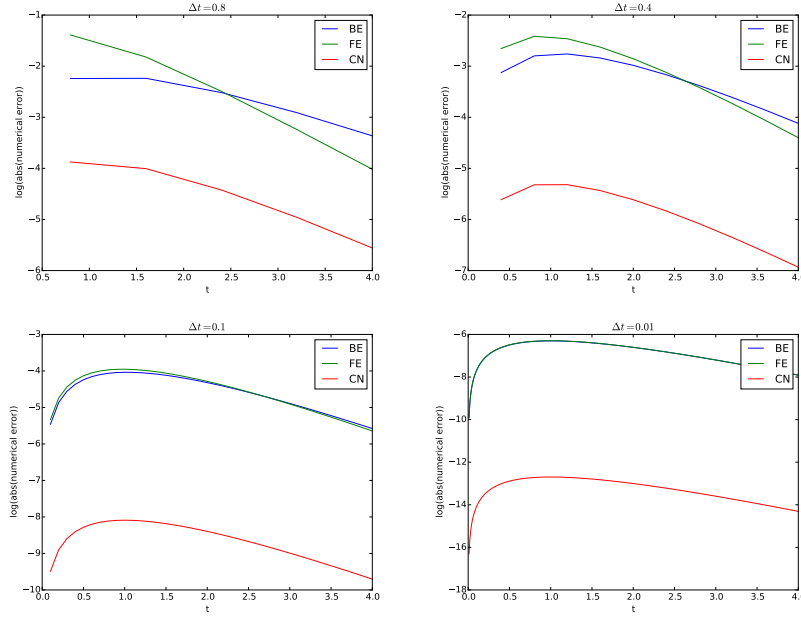 Δt=0.8
log(abs(numerical error))
−1
−2
−3
−4
−5
−6
BE
FE
CN
0.5 1.0 1.5 2.0 2.5 3.0 3.5 4.0
t
Δt=0.4
log(abs(numerical error))
−2
−3
−4
−5
−6
−7
BE
FE
CN
0.0 0.5 1.0 1.5 2.0 2.5 3.0 3.5 4.0
t
Δt=0.1
log(abs(numerical error))
−3
−4
−5
−6
−7
−8
−9
−10
BE
FE
CN
0.0 0.5 1.0 1.5 2.0 2.5 3.0 3.5 4.0
t
Δt=0.01
log(abs(numerical error))
−6
−8
−10
−12
−14
−16
−18
BE
FE
CN
0.0 0.5 1.0 1.5 2.0 2.5 3.0 3.5 4.0
t